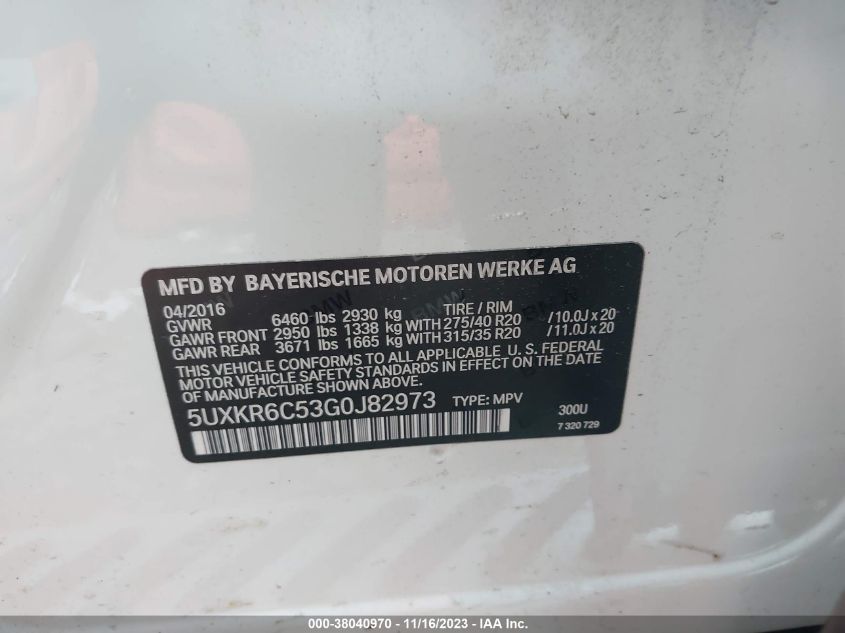 MFD BY BAYERISCHE MOTOREN WERKE AG
04/2016 TIRE / RIM
GVWR 6460 lbs 2930 kg
GAWR FRONT 2950 lbs 1338 kg WITH 275/40 R20 /10.0J x 20
GAWR REAR 3671 lbs 1665 kg WITH 315/35 R20 /11.0J x 20
THIS VEHICLE CONFORMS TO ALL APPLICABLE U. S. FEDERAL
MOTOR VEHICLE SAFETY STANDARDS IN EFFECT ON THE DATE
OF MANUFACTURE SHOWN ABOVE.
5UXKR6C53G0J82973 TYPE: MPV 300U
7 320 729
000-38040970 - 11/16/2023 - IAA Inc.